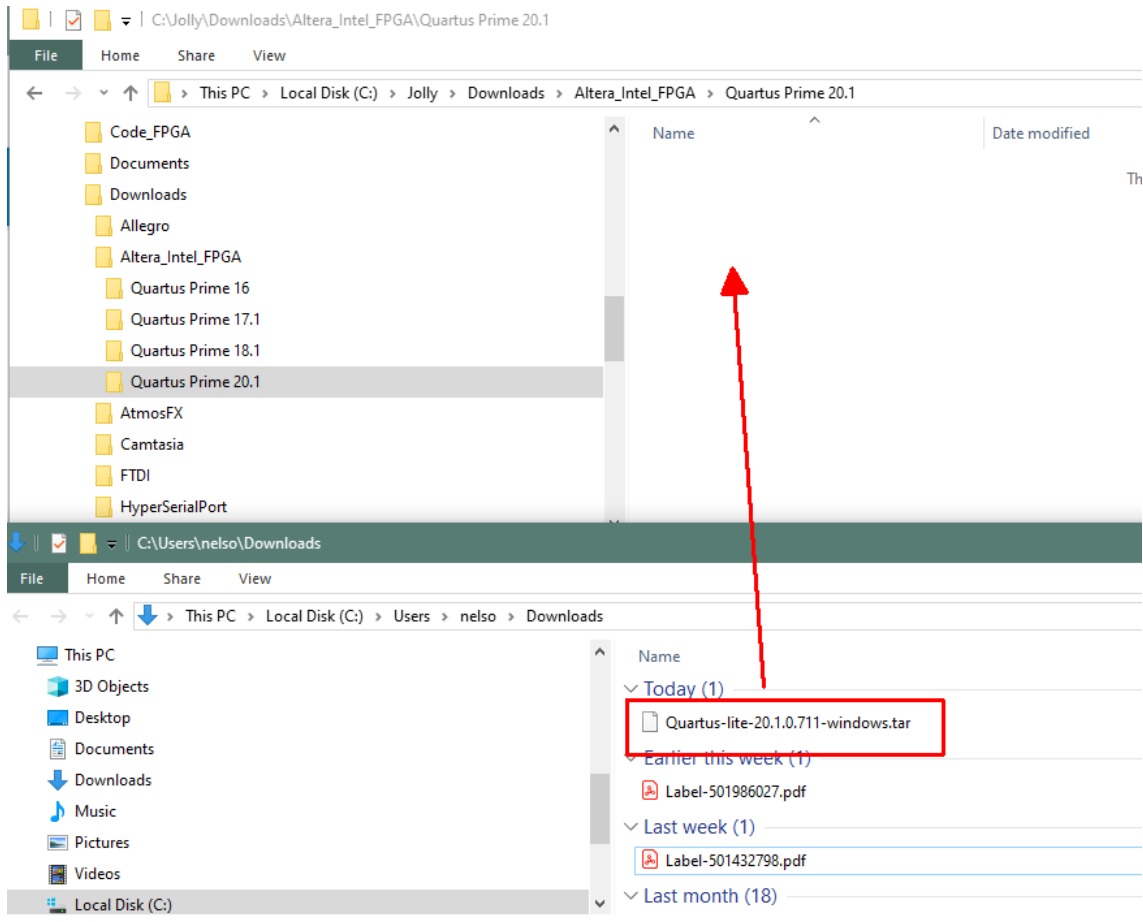 C:\Jolly\Downloads\Altera_Intel_FPGA\Quartus Prime 20.1
File Home Share View
This PC > Local Disk (C:) > Jolly > Downloads > Altera_Intel_FPGA > Quartus Prime 20.1
Name Date modified
Th
Code_FPGA
Documents
Downloads
Allegro
Altera_Intel_FPGA
Quartus Prime 16
Quartus Prime 17.1
Quartus Prime 18.1
Quartus Prime 20.1
AtmosFX
Camtasia
FTDI
HyperSerialPort
C:\Users\nelso\Downloads
File Home Share View
This PC > Local Disk (C:) > Users > nelso > Downloads
This PC
3D Objects
Desktop
Documents
Downloads
Music
Pictures
Videos
Local Disk (C:)
Name
Today (1)
Quartus-lite-20.1.0.711-windows.tar
Earlier this week (1)
Label-501986027.pdf
Last week (1)
Label-501432798.pdf
Last month (18)